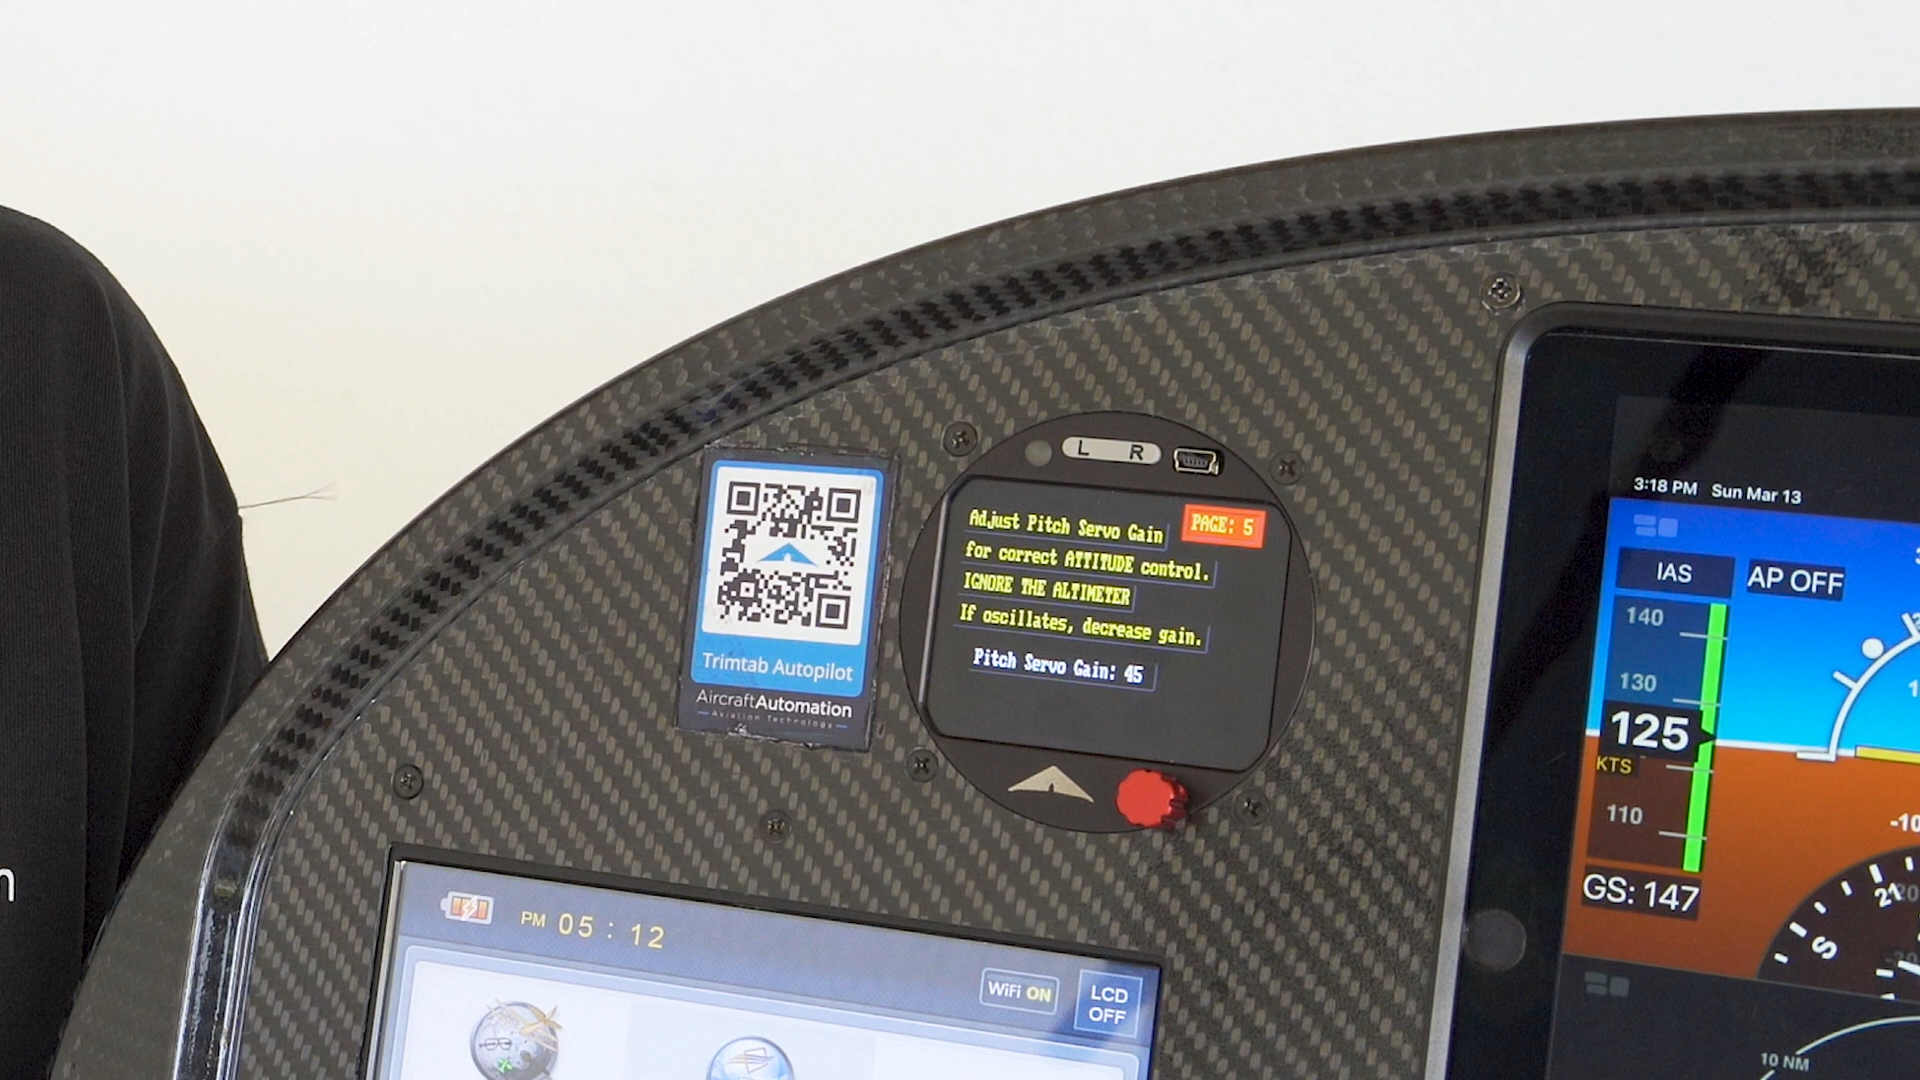 L R
Adjust Pitch Servo Gain
PAGE: 5
for correct ATTITUDE control.
IGNORE THE ALTIMETER
If oscillates, decrease gain.
Pitch Servo Gain: 45
Trimtab Autopilot
AircraftAutomation
Aviation Technology
PM 05 : 12
WiFi ON
LCD
OFF
3:18 PM Sun Mar 13
IAS
AP OFF
140
130
125
KTS
110
GS: 147
-10
21
S
10 NM